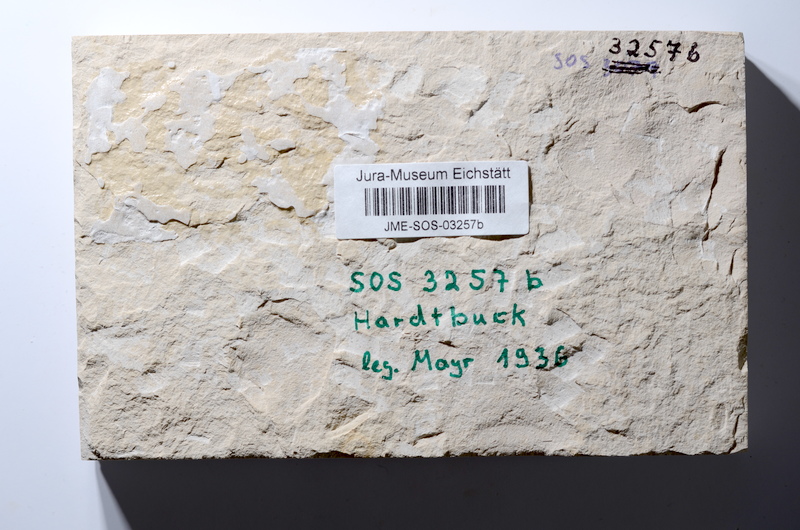 SOS 3257b
Jura-Museum Eichstätt
JME-SOS-03257b
SOS 3257 b
Hardtbuck
leg. Mayr 1936